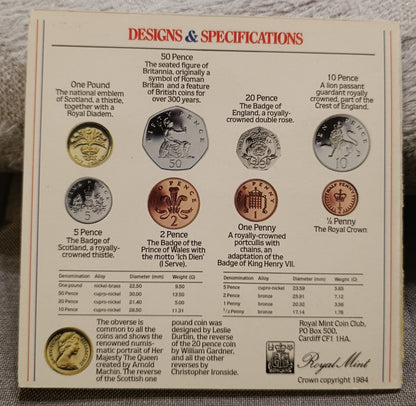 DESIGNS & SPECIFICATIONS
50 Pence
The seated figure of
Britannia, originally a
symbol of Roman
Britain and a feature
of British coins for
over 300 years.
One Pound
The national emblem
of Scotland, a thistle,
together with a
Royal Diadem.
20 Pence
The Badge of
England, a royally-
crowned double rose.
10 Pence
A lion passant
guardant royally
crowned, part of the
Crest of England.
5 Pence
The Badge of
Scotland, a royally-
crowned thistle.
2 Pence
The Badge of the
Prince of Wales with
the motto 'Ich Dien'
(I Serve).
One Penny
A royally-crowned
portcullis with
chains, an
adaptation of the
Badge of King Henry VII.
½ Penny
The Royal Crown
Denomination Alloy Diameter (mm) Weight (G)
One pound nickel-brass 22.50 9.50
50 Pence cupro-nickel 30.00 13.50
20 Pence cupro-nickel 21.40 5.00
10 Pence cupro-nickel 28.50 11.31
Denomination Alloy Diameter (mm) Weight (G)
5 Pence cupro-nickel 23.59 5.65
2 Pence bronze 25.91 7.12
1 Penny bronze 20.32 3.56
½ Penny bronze 17.14 1.78
The obverse is
common to all the
coins and shows the
renowned numis-
matic portrait of Her
Majesty The Queen
created by Arnold
Machin. The reverse
of the Scottish one
pound coin was
designed by Leslie
Durbin, the reverse
of the 20 pence coin
by William Gardner,
and all the other
reverses by
Christopher Ironside.
Royal Mint Coin Club,
PO Box 500,
Cardiff CF1 1HA.
Royal Mint
Crown copyright 1984